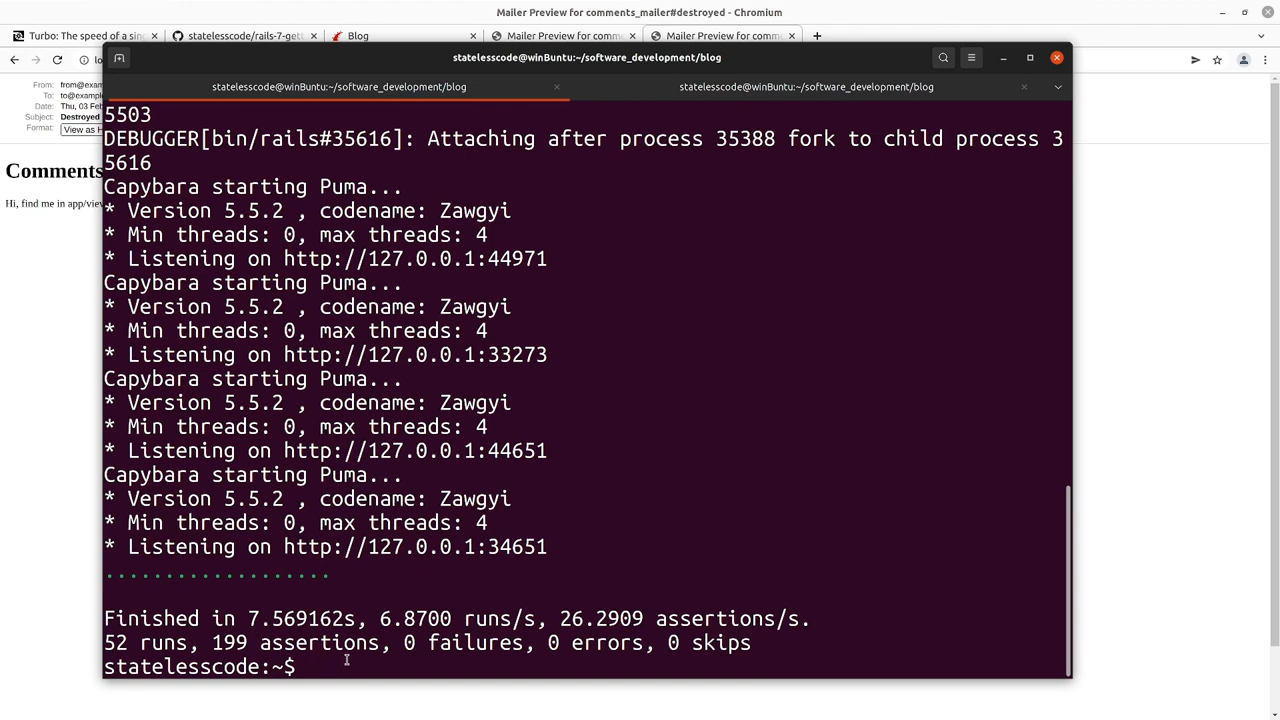 Mailer Preview for comments_mailer#destroyed - Chromium
Turbo: The speed of a sin
statelesscode/rails-7-gett
Blog
Mailer Preview for commen
Mailer Preview for commen
lo
From: from@exam
To: to@example
Date: Thu, 03 Feb
Subject: Destroyed
Format: View as H
Comments
Hi, find me in app/view
statelesscode@winBuntu:~/software_development/blog
statelesscode@winBuntu:~/software_development/blog
statelesscode@winBuntu:~/software_development/blog
5503
DEBUGGER[bin/rails#35616]: Attaching after process 35388 fork to child process 3
5616
Capybara starting Puma...
* Version 5.5.2 , codename: Zawgyi
* Min threads: 0, max threads: 4
* Listening on http://127.0.0.1:44971
Capybara starting Puma...
* Version 5.5.2 , codename: Zawgyi
* Min threads: 0, max threads: 4
* Listening on http://127.0.0.1:33273
Capybara starting Puma...
* Version 5.5.2 , codename: Zawgyi
* Min threads: 0, max threads: 4
* Listening on http://127.0.0.1:44651
Capybara starting Puma...
* Version 5.5.2 , codename: Zawgyi
* Min threads: 0, max threads: 4
* Listening on http://127.0.0.1:34651
...................
Finished in 7.569162s, 6.8700 runs/s, 26.2909 assertions/s.
52 runs, 199 assertions, 0 failures, 0 errors, 0 skips
statelesscode:~$